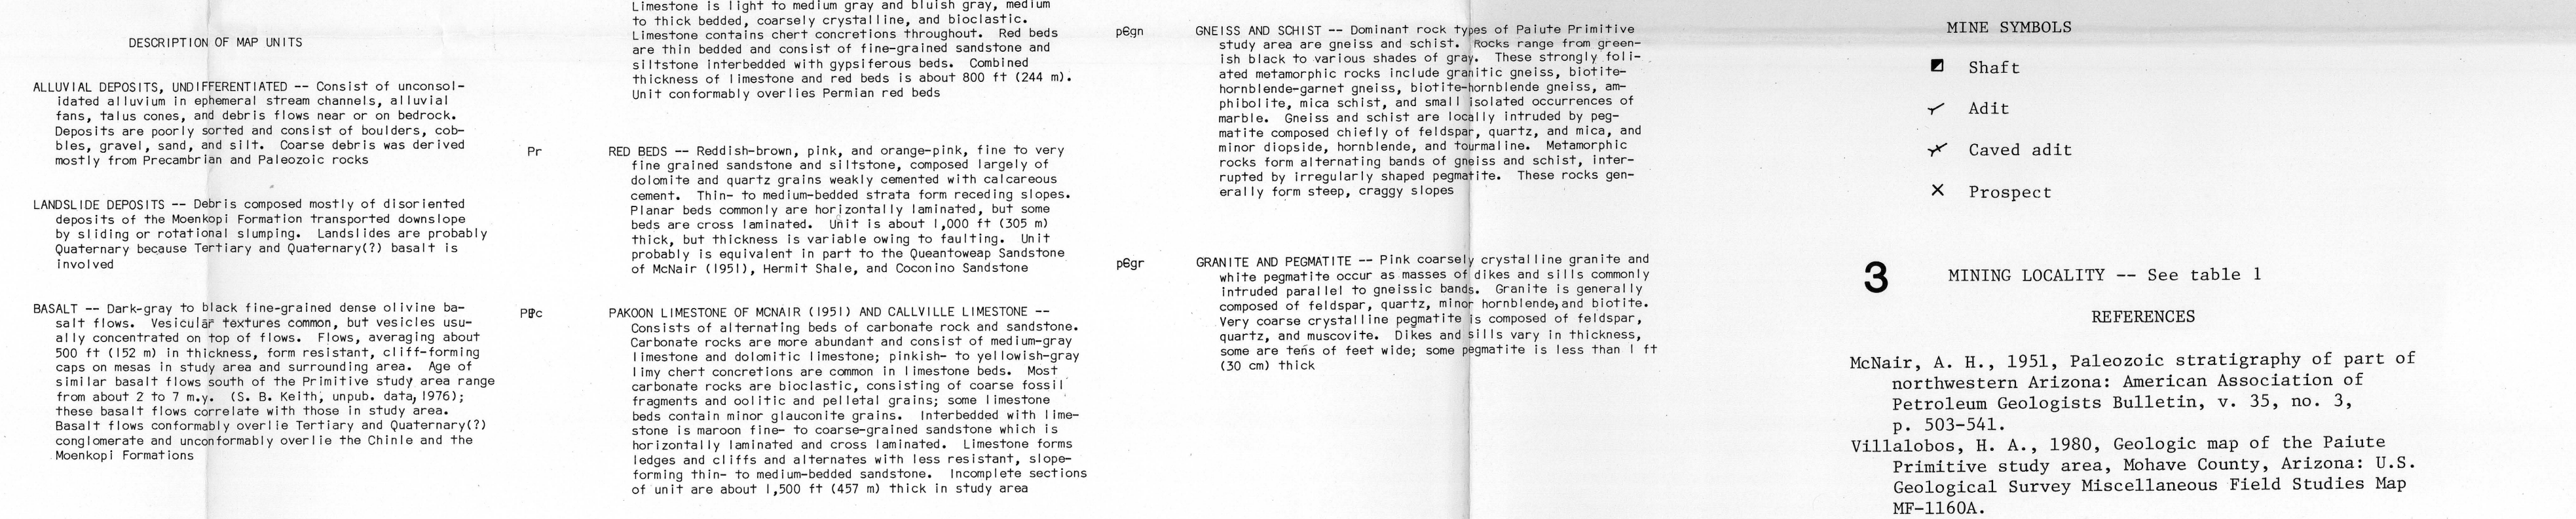 DESCRIPTION OF MAP UNITS
ALLUVIAL DEPOSITS, UNDIFFERENTIATED -- Consist of unconsol-
idated alluvium in ephemeral stream channels, alluvial
fans, talus cones, and debris flows near or on bedrock.
Deposits are poorly sorted and consist of boulders, cob-
bles, gravel, sand, and silt. Coarse debris was derived
mostly from Precambrian and Paleozoic rocks
LANDSLIDE DEPOSITS -- Debris composed mostly of disoriented
deposits of the Moenkopi Formation transported downslope
by sliding or rotational slumping. Landslides are probably
Quaternary because Tertiary and Quaternary(?) basalt is
involved
BASALT -- Dark-gray to black fine-grained dense olivine ba-
salt flows. Vesicular textures common, but vesicles usu-
ally concentrated on top of flows. Flows, averaging about
500 ft (152 m) in thickness, form resistant, cliff-forming
caps on mesas in study area and surrounding area. Age of
similar basalt flows south of the Primitive study area range
from about 2 to 7 m.y. (S. B. Keith, unpub. data, 1976);
these basalt flows correlate with those in study area.
Basalt flows conformably overlie Tertiary and Quaternary(?)
conglomerate and unconformably overlie the Chinle and the
Moenkopi Formations
Limestone is light to medium gray and bluish gray, medium
to thick bedded, coarsely crystalline, and bioclastic.
Limestone contains chert concretions throughout. Red beds
are thin bedded and consist of fine-grained sandstone and
siltstone interbedded with gypsiferous beds. Combined
thickness of limestone and red beds is about 800 ft (244 m).
Unit conformably overlies Permian red beds
Pr RED BEDS -- Reddish-brown, pink, and orange-pink, fine to very
fine grained sandstone and siltstone, composed largely of
dolomite and quartz grains weakly cemented with calcareous
cement. Thin- to medium-bedded strata form receding slopes.
Planar beds commonly are horizontally laminated, but some
beds are cross laminated. Unit is about 1,000 ft (305 m)
thick, but thickness is variable owing to faulting. Unit
probably is equivalent in part to the Queantoweap Sandstone
of McNair (1951), Hermit Shale, and Coconino Sandstone
PAKOON LIMESTONE OF MCNAIR (1951) AND CALLVILLE LIMESTONE --
Consists of alternating beds of carbonate rock and sandstone.
Carbonate rocks are more abundant and consist of medium-gray
limestone and dolomitic limestone; pinkish- to yellowish-gray
limy chert concretions are common in limestone beds. Most
carbonate rocks are bioclastic, consisting of coarse fossil
fragments and oolitic and pelletal grains; some limestone
beds contain minor glauconite grains. Interbedded with lime-
stone is maroon fine- to coarse-grained sandstone which is
horizontally laminated and cross laminated. Limestone forms
ledges and cliffs and alternates with less resistant, slope-
forming thin- to medium-bedded sandstone. Incomplete sections
of unit are about 1,500 ft (457 m) thick in study area
p€gn GNEISS AND SCHIST -- Dominant rock types of Paiute Primitive
study area are gneiss and schist. Rocks range from green-
ish black to various shades of gray. These strongly foli-
ated metamorphic rocks include granitic gneiss, biotite-
hornblende-garnet gneiss, biotite-hornblende gneiss, am-
phibolite, mica schist, and small isolated occurrences of
marble. Gneiss and schist are locally intruded by peg-
matite composed chiefly of feldspar, quartz, and mica, and
minor diopside, hornblende, and tourmaline. Metamorphic
rocks form alternating bands of gneiss and schist, inter-
rupted by irregularly shaped pegmatite. These rocks gen-
erally form steep, craggy slopes
p€gr GRANITE AND PEGMATITE -- Pink coarsely crystalline granite and
white pegmatite occur as masses of dikes and sills commonly
intruded parallel to gneissic bands. Granite is generally
composed of feldspar, quartz, minor hornblende, and biotite.
Very coarse crystalline pegmatite is composed of feldspar,
quartz, and muscovite. Dikes and sills vary in thickness,
some are tens of feet wide; some pegmatite is less than 1 ft
(30 cm) thick
MINE SYMBOLS
Shaft
Adit
Caved adit
Prospect
3 MINING LOCALITY -- See table 1
REFERENCES
McNair, A. H., 1951, Paleozoic stratigraphy of part of
northwestern Arizona: American Association of
Petroleum Geologists Bulletin, v. 35, no. 3,
p. 503-541.
Villalobos, H. A., 1980, Geologic map of the Paiute
Primitive study area, Mohave County, Arizona: U.S.
Geological Survey Miscellaneous Field Studies Map
MF-1160A.